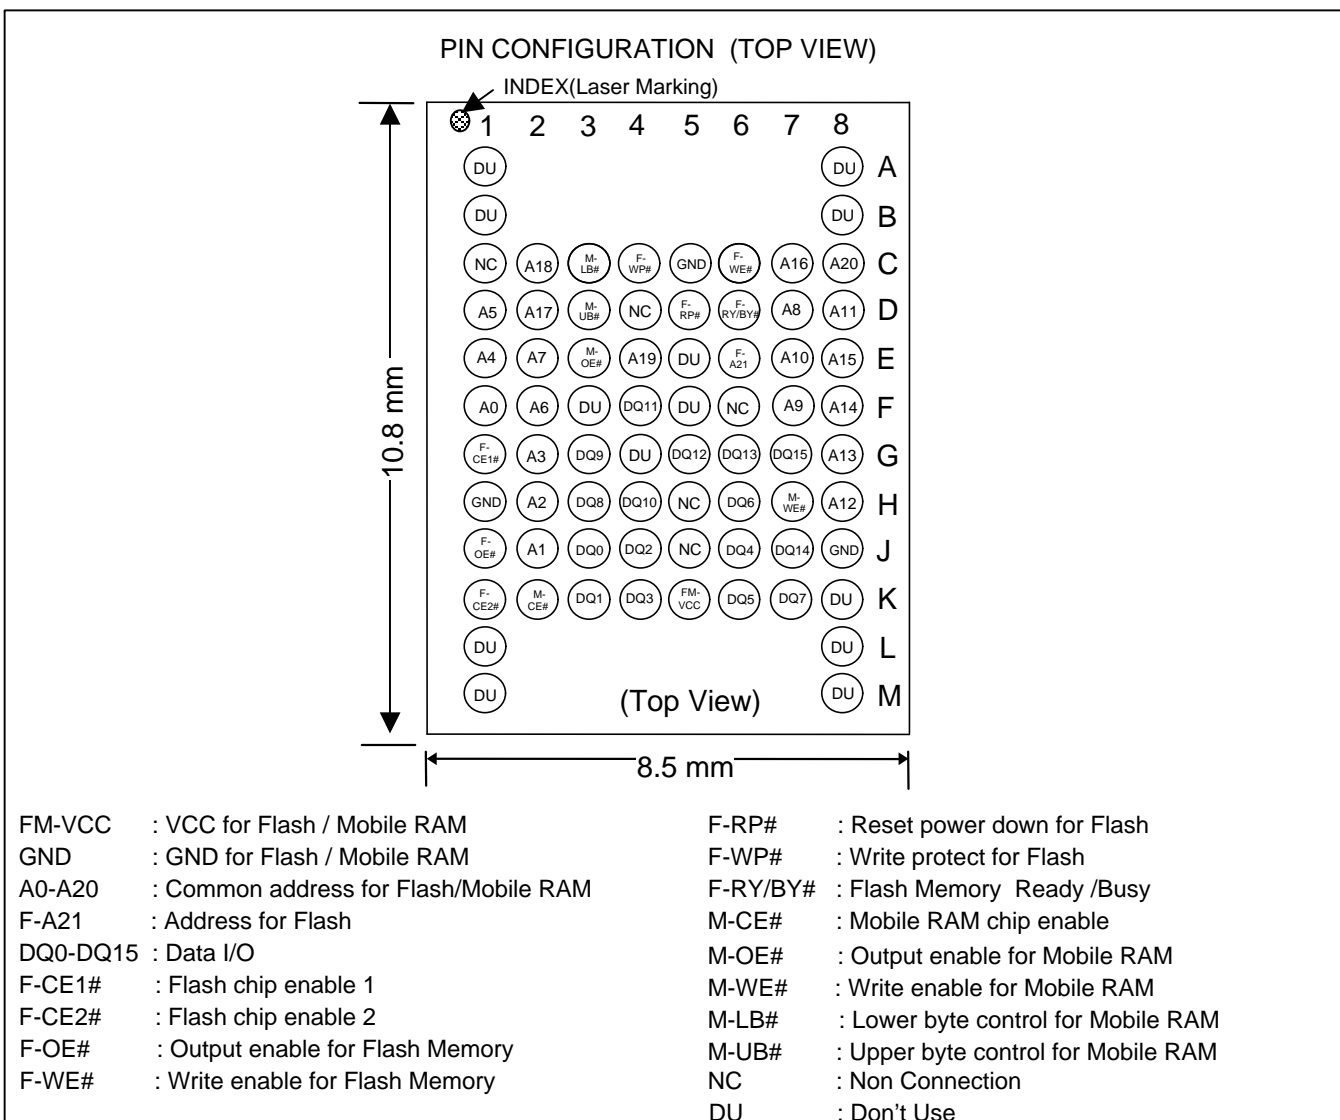 PIN CONFIGURATION (TOP VIEW)
INDEX(Laser Marking)
1 2 3 4 5 6 7 8
DU DU A
DU DU B
NC A18 M-LB# F-WP# GND F-WE# A16 A20 C
A5 A17 M-UB# NC F-RP# F-RY/BY# A8 A11 D
A4 A7 M-OE# A19 DU F-A21 A10 A15 E
A0 A6 DU DQ11 DU NC A9 A14 F
F-CE1# A3 DQ9 DU DQ12 DQ13 DQ15 A13 G
GND A2 DQ8 DQ10 NC DQ6 M-WE# A12 H
F-OE# A1 DQ0 DQ2 NC DQ4 DQ14 GND J
F-CE2# M-CE# DQ1 DQ3 FM-VCC DQ5 DQ7 DU K
DU DU L
DU (Top View) DU M
10.8 mm
8.5 mm
FM-VCC : VCC for Flash / Mobile RAM
GND : GND for Flash / Mobile RAM
A0-A20 : Common address for Flash/Mobile RAM
F-A21 : Address for Flash
DQ0-DQ15 : Data I/O
F-CE1# : Flash chip enable 1
F-CE2# : Flash chip enable 2
F-OE# : Output enable for Flash Memory
F-WE# : Write enable for Flash Memory
F-RP# : Reset power down for Flash
F-WP# : Write protect for Flash
F-RY/BY# : Flash Memory Ready /Busy
M-CE# : Mobile RAM chip enable
M-OE# : Output enable for Mobile RAM
M-WE# : Write enable for Mobile RAM
M-LB# : Lower byte control for Mobile RAM
M-UB# : Upper byte control for Mobile RAM
NC : Non Connection
DU : Don't Use